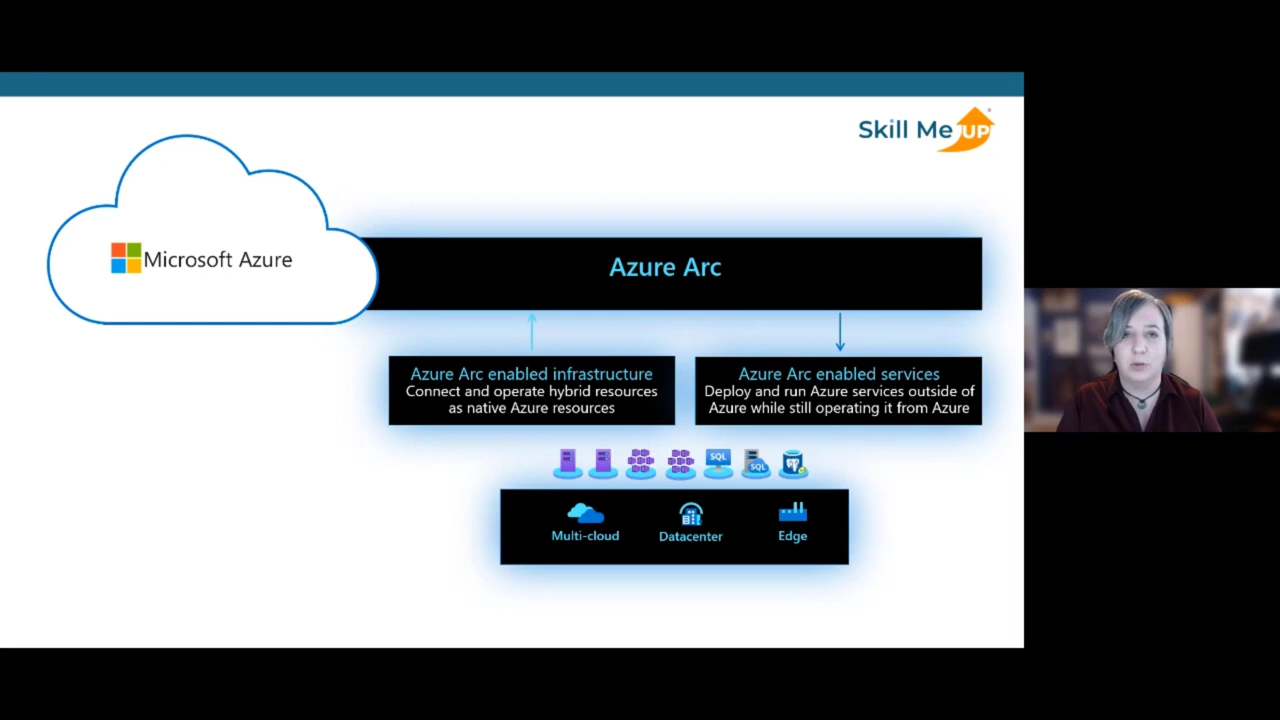 Skill Me UP
Microsoft Azure
Azure Arc
Azure Arc enabled infrastructure
Connect and operate hybrid resources
as native Azure resources
Azure Arc enabled services
Deploy and run Azure services outside of
Azure while still operating it from Azure
SQL
SQL
Multi-cloud
Datacenter
Edge